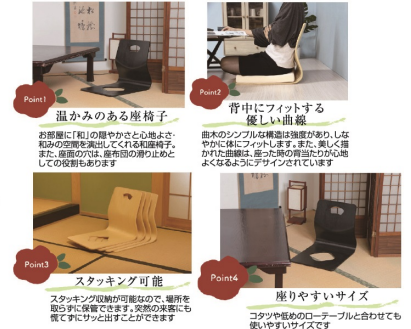 Point1
温かみのある座椅子
お部屋に「和」の穏やかさと心地よさ・
和みの空間を演出してくれる和座椅子。
また、座面の穴は、座布団の滑り止めと
しての役割もあります
Point2
背中にフィットする
優しい曲線
曲木のシンプルな構造は強度があり、しな
やかに体にフィットします。また、美しく描
かれた曲線は、座った時の背当たりが心地
よくなるようにデザインされています
Point3
スタッキング可能
スタッキング収納が可能なので、場所を
取らずに保管できます。突然の来客にも
慌てずにサッと出すことができます
Point4
座りやすいサイズ
コタツや低めのローテーブルと合わせても
使いやすいサイズです